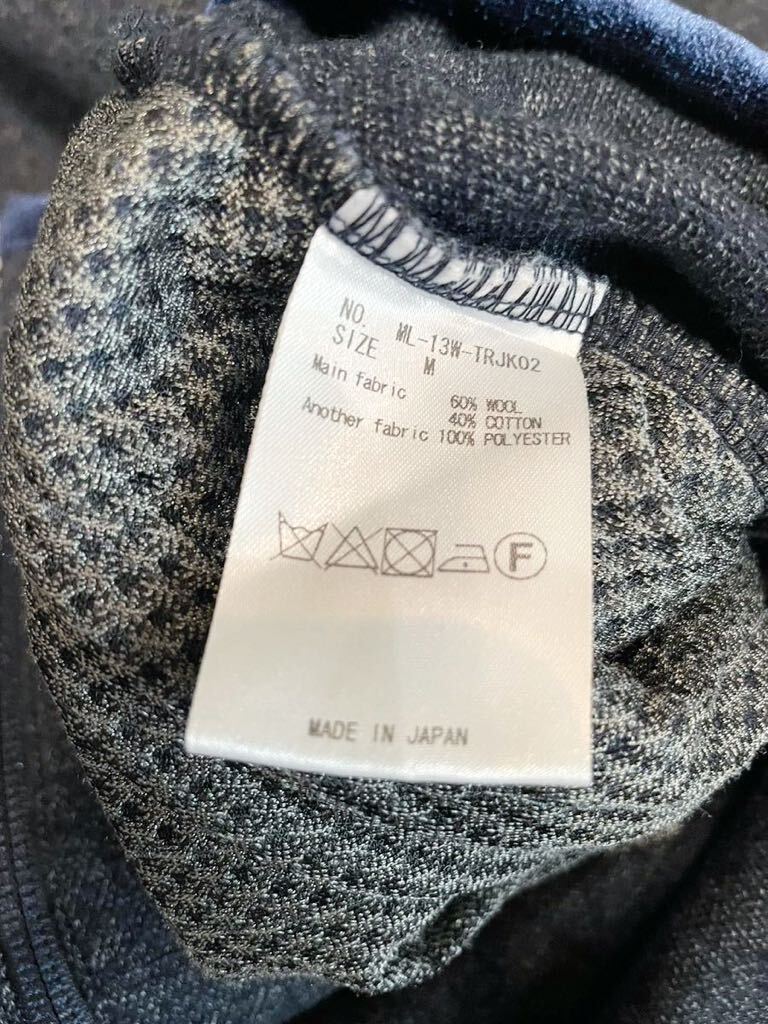 NO. ML-13W-TRJK02
SIZE M
Main fabric 60% WOOL
40% COTTON
Another fabric 100% POLYESTER
F
MADE IN JAPAN